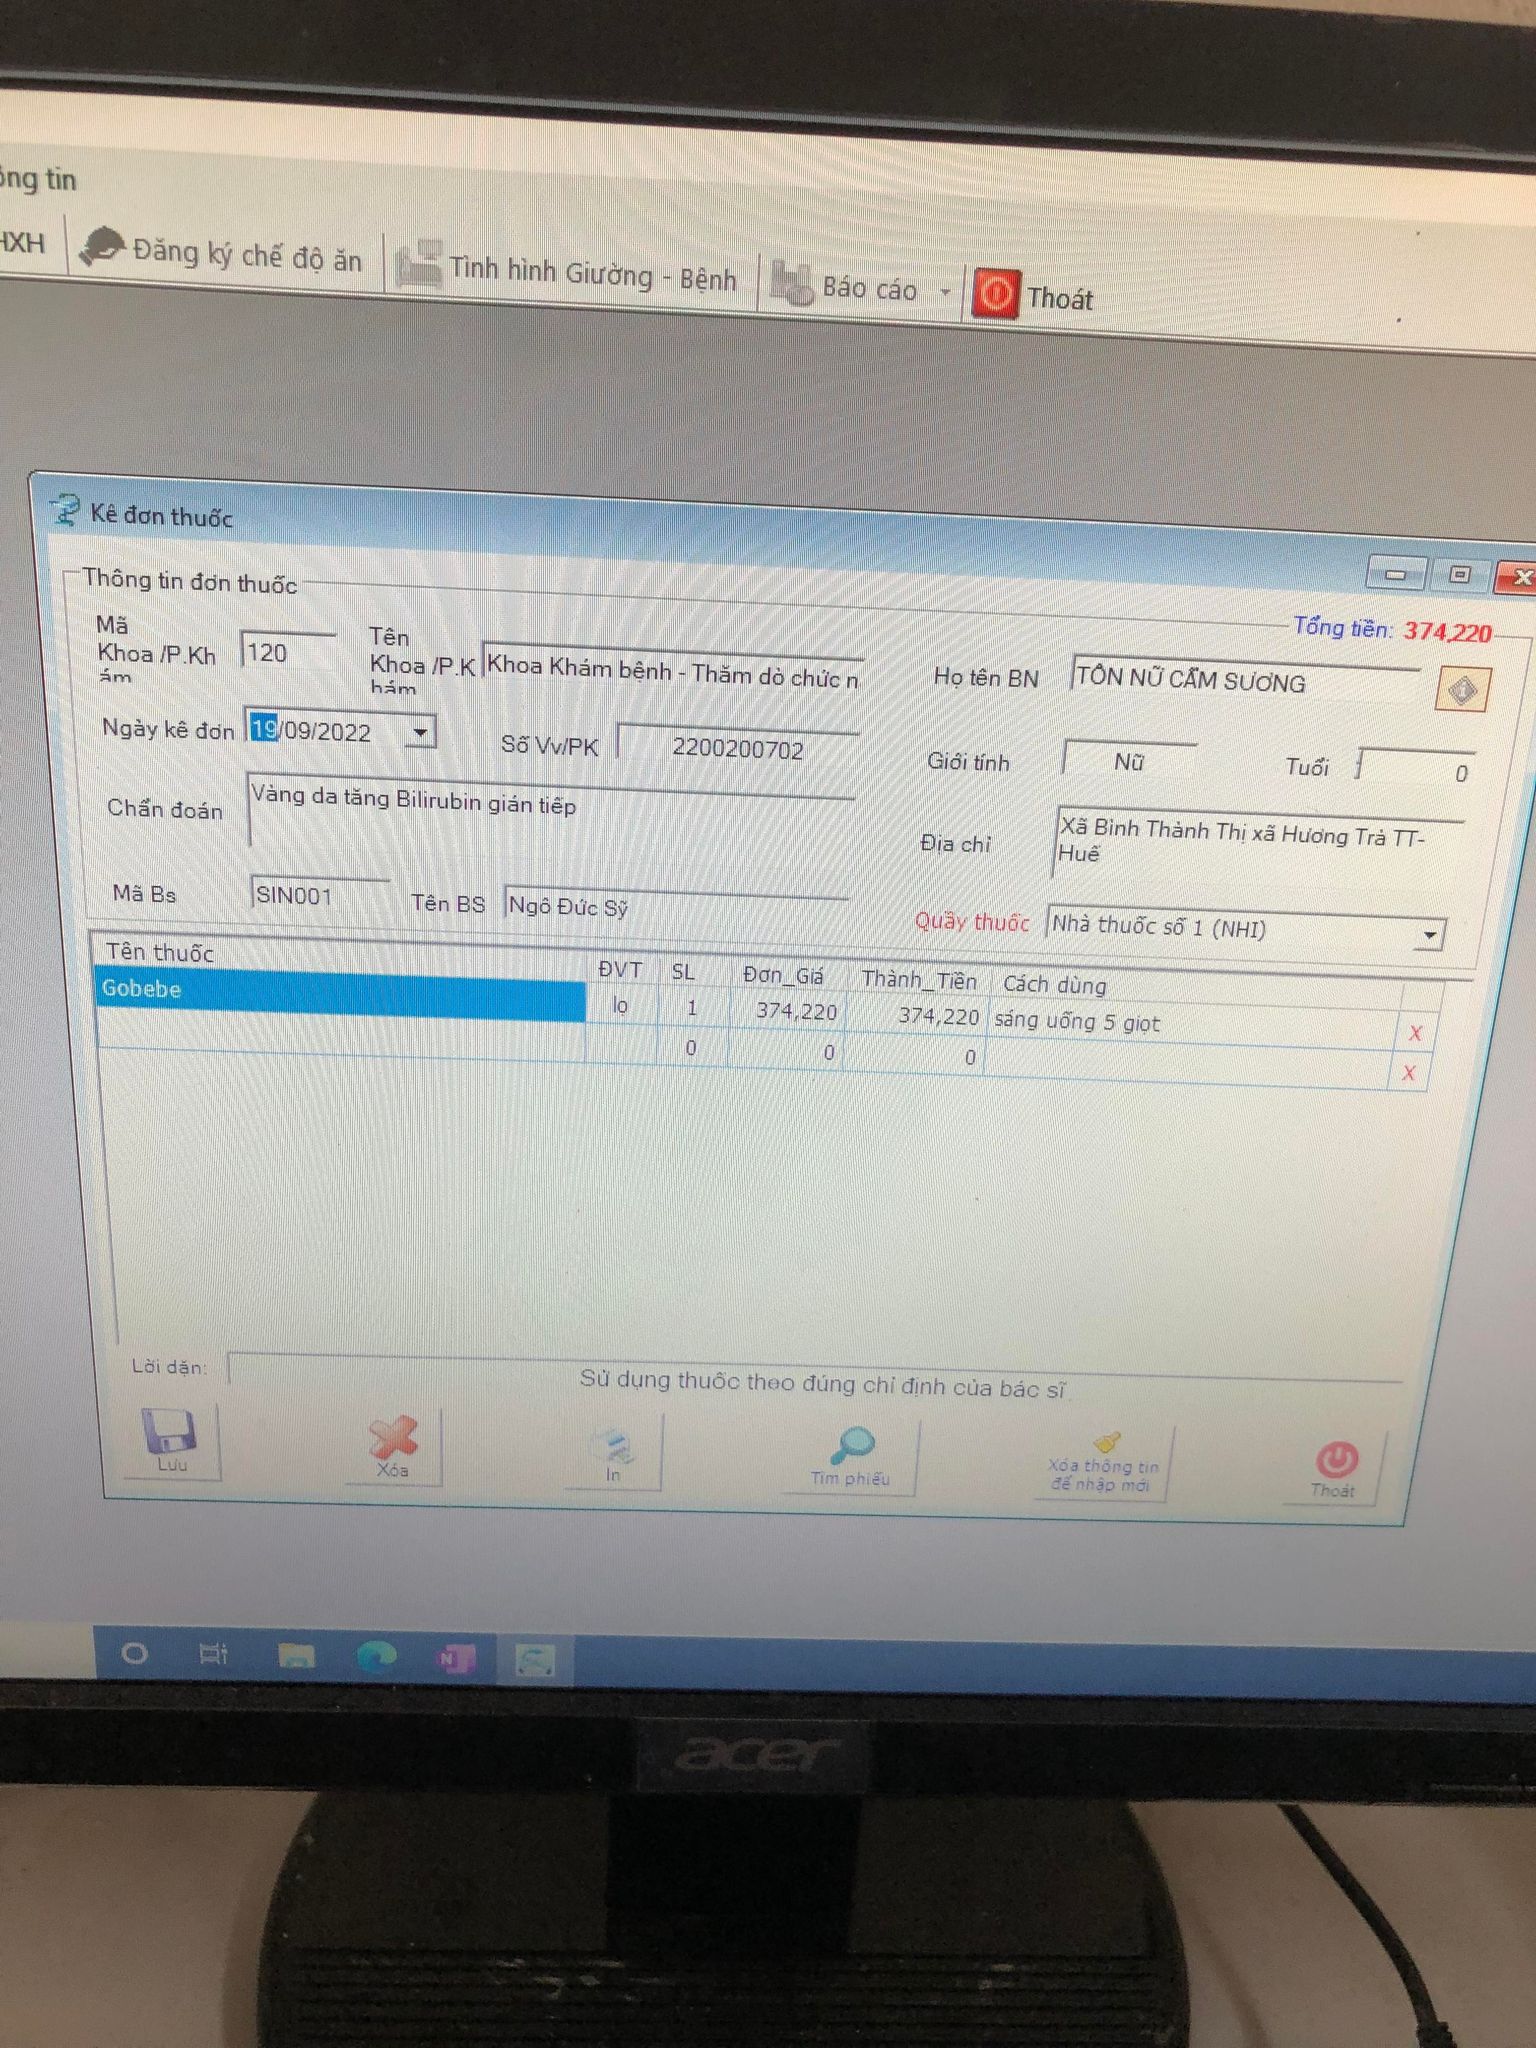 ông tin
HXH
Đăng ký chế độ ăn
Tình hình Giường - Bệnh
Báo cáo
Thoát
Kê đơn thuốc
Thông tin đơn thuốc
Tổng tiền: 374,220
Mã
Khoa /P.Kh
ám
120
Tên
Khoa /P.K
hám
Khoa Khám bệnh - Thăm dò chức n
Họ tên BN
TÔN NỮ CẨM SƯƠNG
Ngày kê đơn
19/09/2022
Số Vv/PK
2200200702
Giới tính
Nữ
Tuổi
0
Chẩn đoán
Vàng da tăng Bilirubin gián tiếp
Địa chỉ
Xã Bình Thành Thị xã Hương Trà TT-
Huế
Mã Bs
SIN001
Tên BS
Ngô Đức Sỹ
Quầy thuốc
Nhà thuốc số 1 (NHI)
Tên thuốc ĐVT SL Đơn_Giá Thành_Tiền Cách dùng
Gobebe lọ 1 374,220 374,220 sáng uống 5 giọt X
0 0 0 X
Lời dặn:
Sử dụng thuốc theo đúng chỉ định của bác sĩ
Lưu
Xóa
In
Tìm phiếu
Xóa thông tin
để nhập mới
Thoát
N
acer